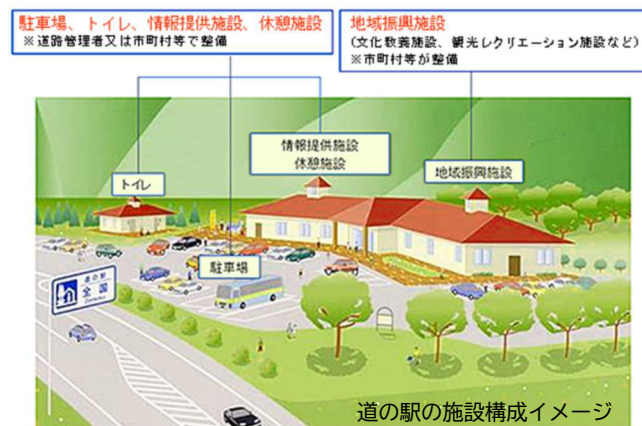 駐車場、トイレ、情報提供施設、休憩施設
※道路管理者又は市町村等で整備
地域振興施設
(文化教養施設、観光レクリエーション施設など)
※市町村等が整備
情報提供施設
休憩施設
トイレ
地域振興施設
駐車場
道の駅
全国
道の駅の施設構成イメージ